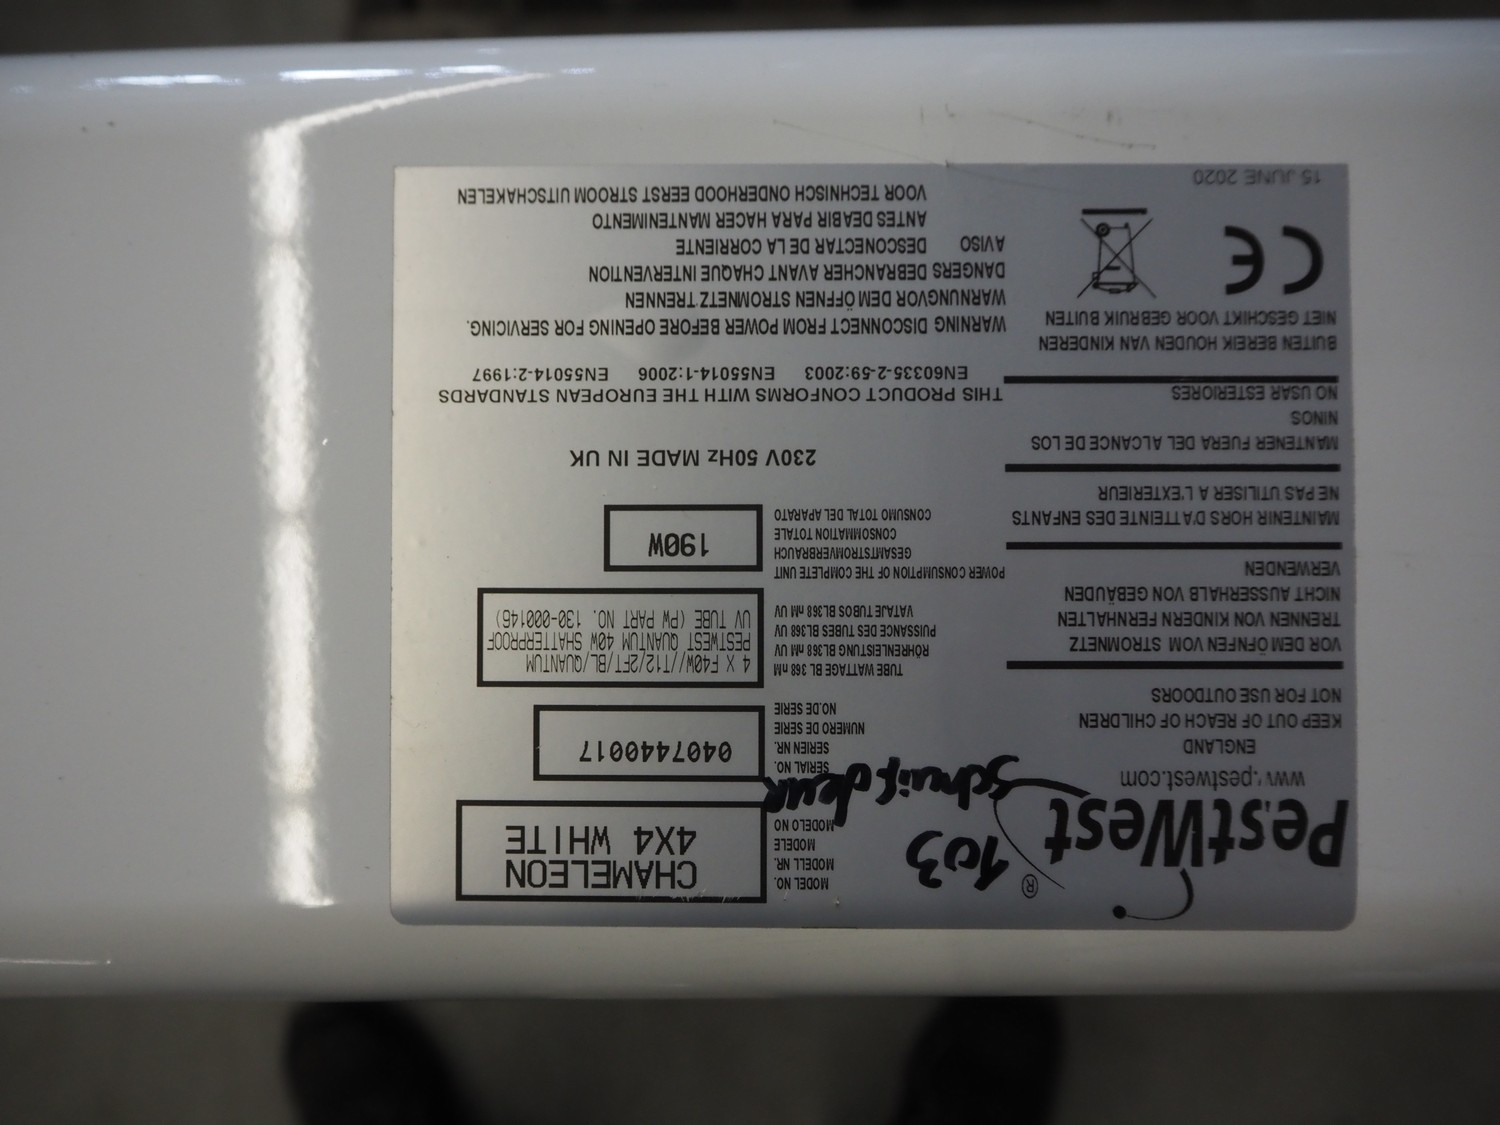 PestWest ®
103
schuifdeur
www.pestwest.com
ENGLAND
KEEP OUT OF REACH OF CHILDREN
NOT FOR USE OUTDOORS
VOR DEM ÖFNFEN VOM STROMNETZ
TRENNEN VON KINDERN FERNHALTEN
NICHT AUSSERHALB VON GEBÄUDEN
VERWENDEN
MAINTENIR HORS D'ATTEINTE DES ENFANTS
NE PAS UTILISER A L'EXTERIEUR
MANTENER FUERA DEL ALCANCE DE LOS
NINOS
NO USAR ESTERIORES
BUITEN BEREIK HOUDEN VAN KINDEREN
NIET GESCHIKT VOOR GEBRUIK BUITEN
CE
15 JUNE 2020
MODEL NO.
MODELL NR.
MODELE
MODELO NO
CHAMELEON
4X4 WHITE
SERIAL NO.
SERIEN NR.
NUMERO DE SERIE
NO.DE SERIE
0407440017
TUBE WATTAGE BL 368 nM
RÖHRENLEISTUNG BL368 nM UV
PUISSANCE DES TUBES BL368 UV
VATAJE TUBOS BL368 nM UV
4 X F40W//T12/2FT/BL/QUANTUM
PESTWEST QUANTUM 40W SHATTERPROOF
UV TUBE (PW PART NO. 130-000146)
POWER CONSUMPTION OF THE COMPLETE UNIT
GESAMTSTROMVERBRAUCH
CONSOMMATION TOTALE
CONSUMO TOTAL DEL APARATO
190W
230V 50Hz MADE IN UK
THIS PRODUCT CONFORMS WITH THE EUROPEAN STANDARDS
EN60335-2-59:2003 EN55014-1:2006 EN55014-2:1997
WARNING DISCONNECT FROM POWER BEFORE OPENING FOR SERVICING.
WARNUNGVOR DEM ÖFFNEN STROMNETZ TRENNEN
DANGERS DEBRANCHER AVANT CHAQUE INTERVENTION
AVISO DESCONECTAR DE LA CORRIENTE
ANTES DEABIR PARA HACER MANTENIMENTO
VOOR TECHNISCH ONDERHOOD EERST STROOM UITSCHAKELEN